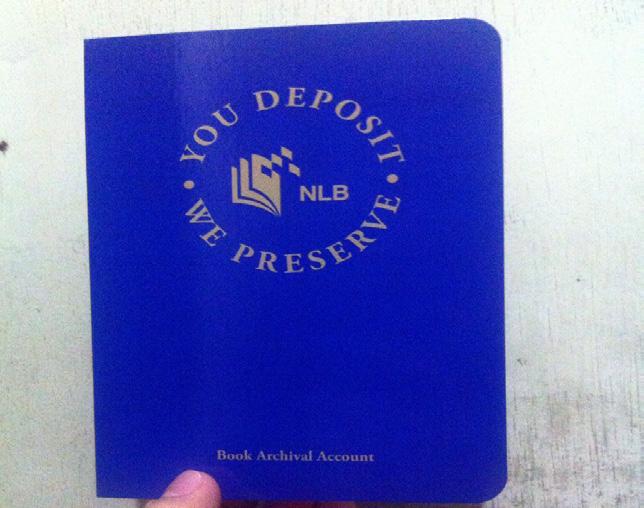 YOU DEPOSIT
NLB
WE PRESERVE
Book Archival Account